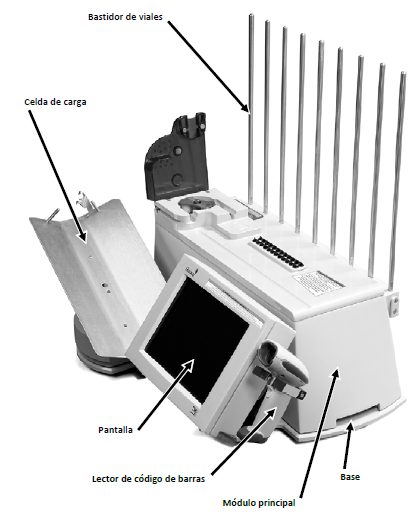 Bastidor de viales
Celda de carga
Pantalla
Lector de código de barras
Base
Módulo principal